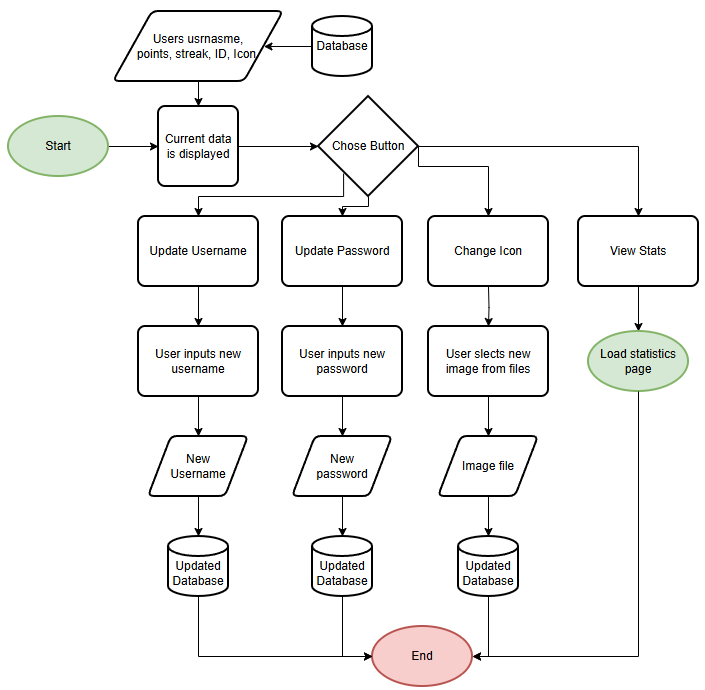 Users usrnasme,
points, streak, ID, Icon
Database
Start
Current data
is displayed
Chose Button
Update Username
Update Password
Change Icon
View Stats
User inputs new
username
User inputs new
password
User slects new
image from files
Load statistics
page
New
Username
New
password
Image file
Updated
Database
Updated
Database
Updated
Database
End